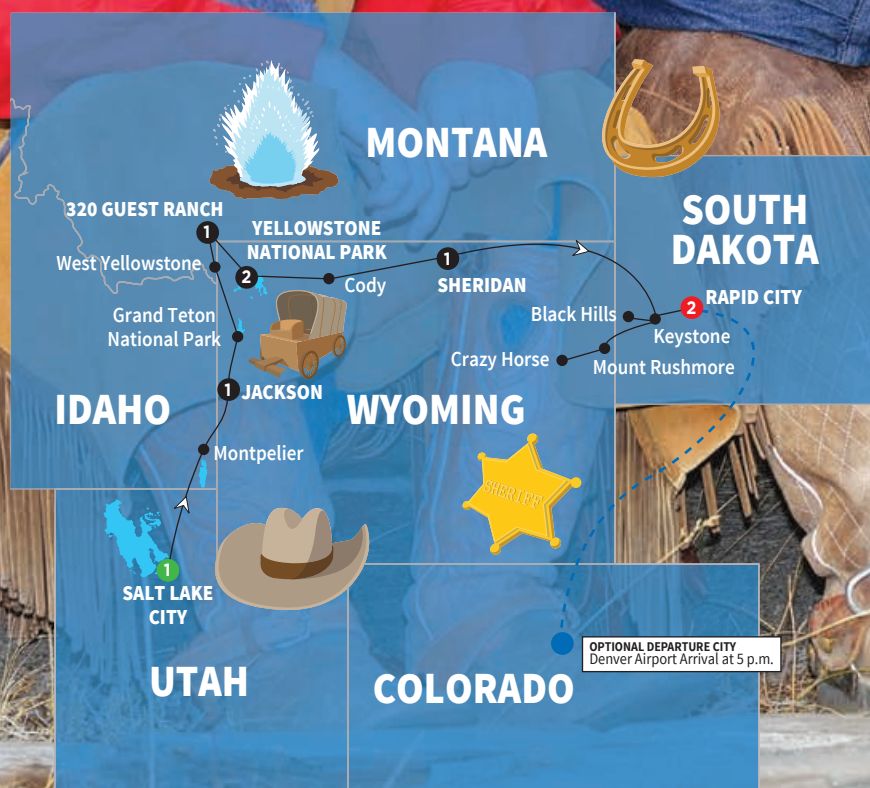 MONTANA
SOUTH
DAKOTA
320 GUEST RANCH
1
YELLOWSTONE
NATIONAL PARK
West Yellowstone
2
Cody
1
SHERIDAN
RAPID CITY
2
Black Hills
Keystone
Grand Teton
National Park
Crazy Horse
Mount Rushmore
1
JACKSON
IDAHO
WYOMING
Montpelier
SHERIFF
1
SALT LAKE
CITY
OPTIONAL DEPARTURE CITY
Denver Airport Arrival at 5 p.m.
UTAH
COLORADO